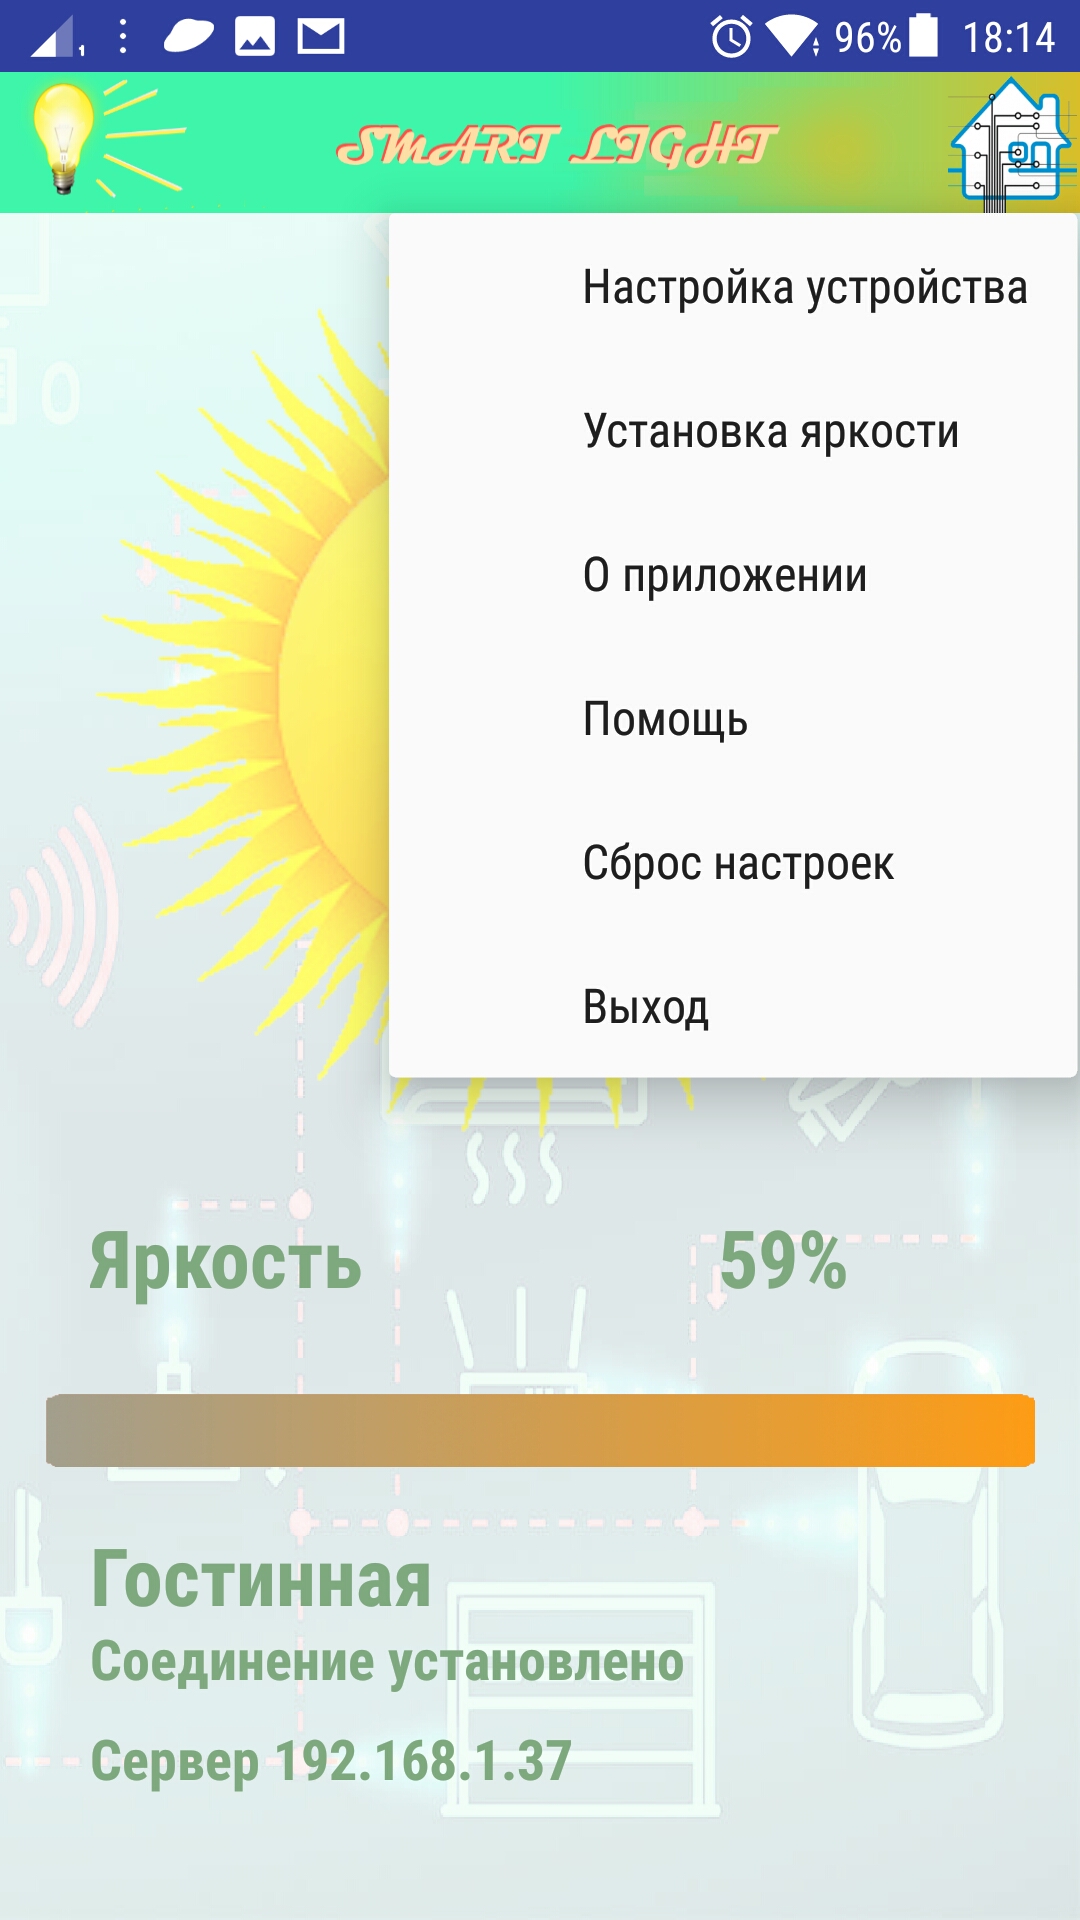 1 96% 18:14
SMART LIGHT
Настройка устройства
Установка яркости
О приложении
Помощь
Сброс настроек
Выход
Яркость 59%
Гостинная
Соединение установлено
Сервер 192.168.1.37